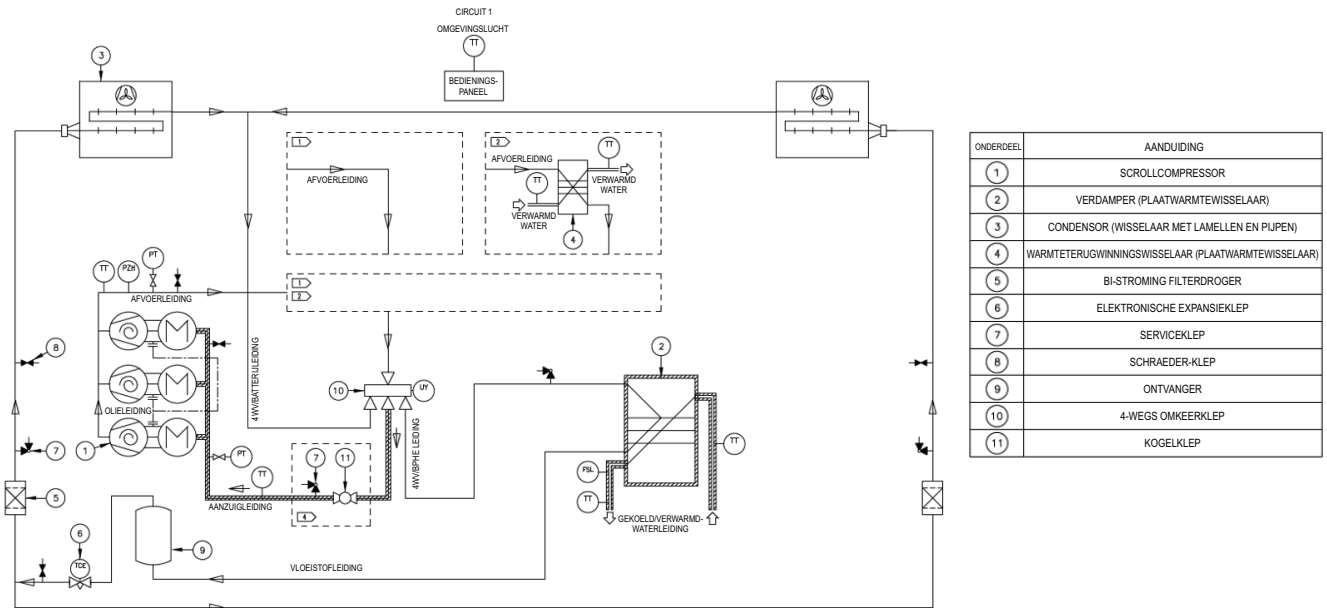 CIRCUIT 1
OMGEVINGSLUCHT
TT
BEDIENINGS-
PANEEL
3
1
AFVOERLEIDING
2
AFVOERLEIDING
TT
TT
VERWARMD
WATER
VERWARMD
WATER
4
TT
PZH
PT
AFVOERLEIDING
1
2
8
OLIELEIDING
1
7
5
4WV/BATTERIJLEIDING
10
UY
4WV/BPHE LEIDING
2
PT
TT
AANZUIGLEIDING
7
11
4
FSL
TT
TT
GEKOELD/VERWARMD-
WATERLEIDING
6
TCE
9
VLOEISTOFLEIDING
ONDERDEEL AANDUIDING
1 SCROLLCOMPRESSOR
2 VERDAMPER (PLAATWARMTEWISSELAAR)
3 CONDENSOR (WISSELAAR MET LAMELLEN EN PIJPEN)
4 WARMTETERUGWINNINGSWISSELAAR (PLAATWARMTEWISSELAAR)
5 BI-STROMING FILTERDROGER
6 ELEKTRONISCHE EXPANSIEKLEP
7 SERVICEKLEP
8 SCHRAEDER-KLEP
9 ONTVANGER
10 4-WEGS OMKEERKLEP
11 KOGELKLEP